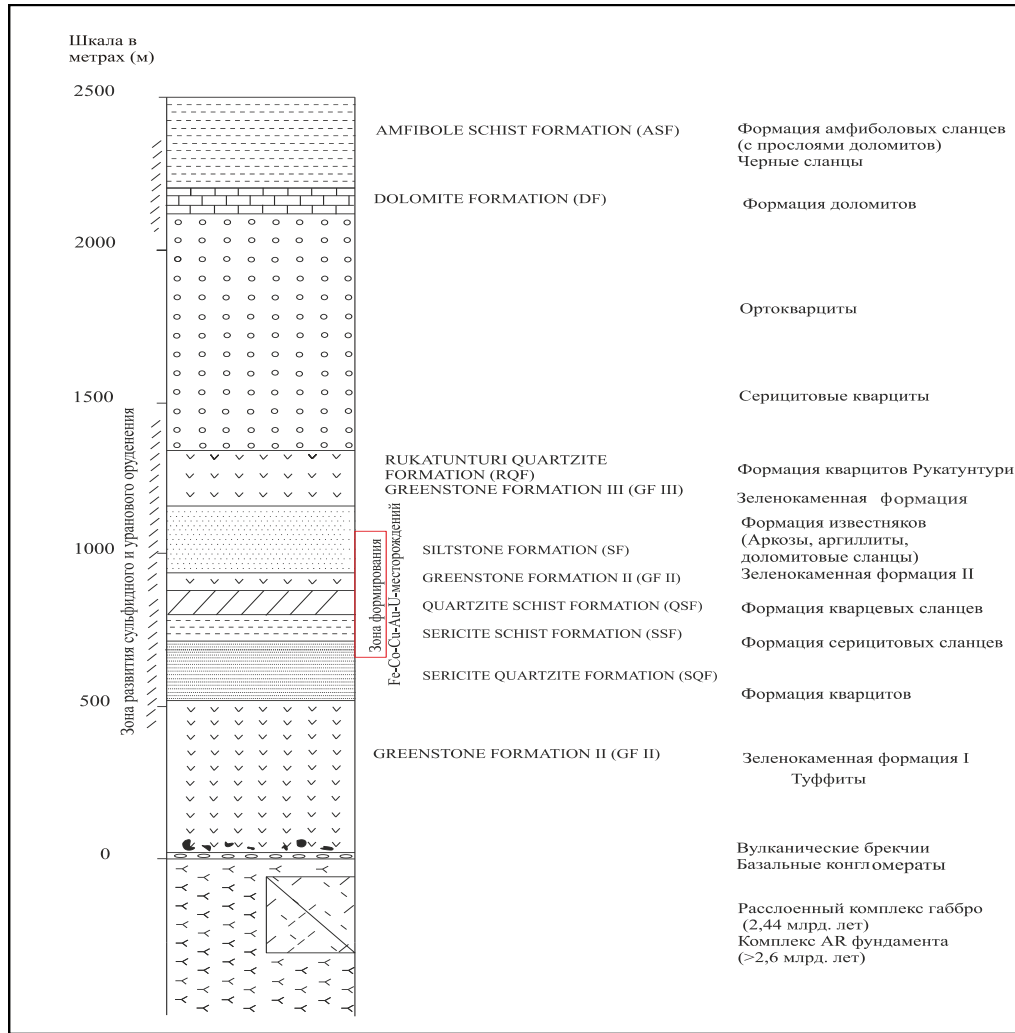 Шкала в
метрах (м)
2500
2000
1500
1000
500
0
Зона развития сульфидного и уранового оруденения
Зона формирования
Fe-Co-Cu-Au-U-месторождений
AMFIBOLE SCHIST FORMATION (ASF)
DOLOMITE FORMATION (DF)
RUKATUNTURI QUARTZITE
FORMATION (RQF)
GREENSTONE FORMATION III (GF III)
SILTSTONE FORMATION (SF)
GREENSTONE FORMATION II (GF II)
QUARTZITE SCHIST FORMATION (QSF)
SERICITE SCHIST FORMATION (SSF)
SERICITE QUARTZITE FORMATION (SQF)
GREENSTONE FORMATION II (GF II)
Формация амфиболовых сланцев
(с прослоями доломитов)
Черные сланцы
Формация доломитов
Ортокварциты
Серицитовые кварциты
Формация кварцитов Рукатунтури
Зеленокаменная формация
Формация известняков
(Аркозы, аргиллиты,
доломитовые сланцы)
Зеленокаменная формация II
Формация кварцевых сланцев
Формация серицитовых сланцев
Формация кварцитов
Зеленокаменная формация I
Туффиты
Вулканические брекчии
Базальные конгломераты
Расслоенный комплекс габбро
(2,44 млрд. лет)
Комплекс AR фундамента
(>2,6 млрд. лет)